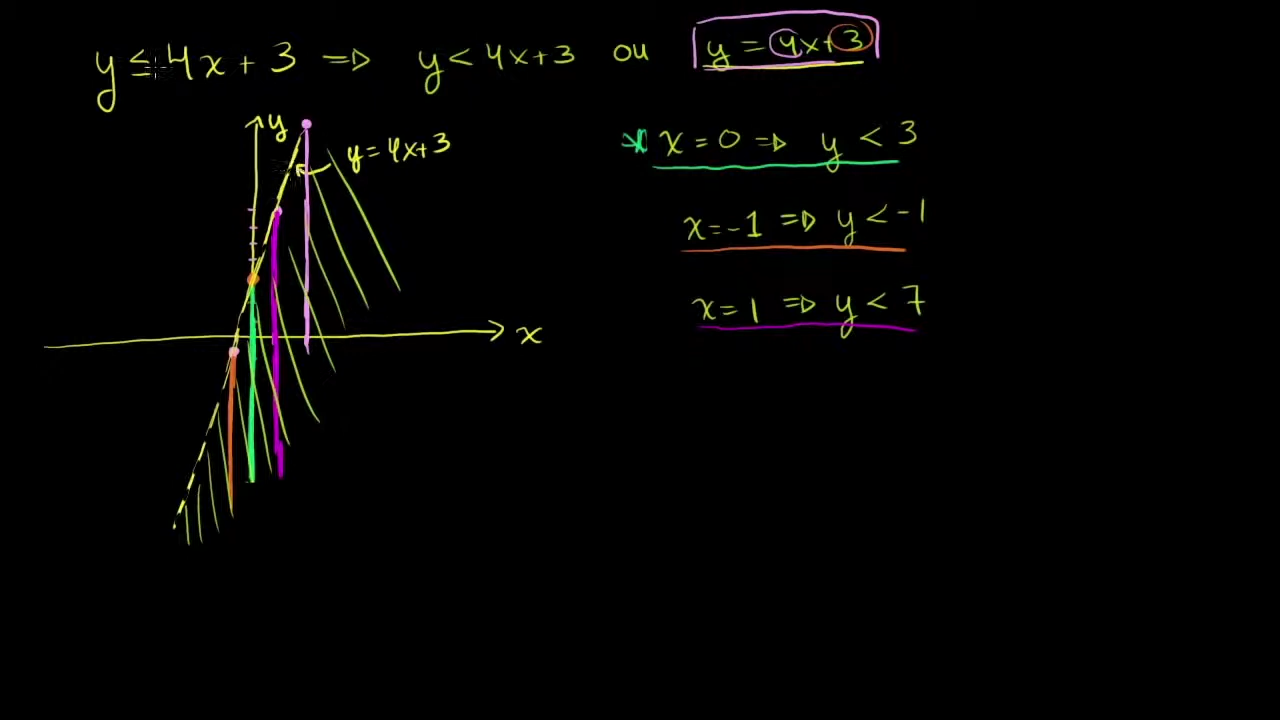 y ≤ 4x + 3 ⇒ y < 4x+3 ou y = 4x+3
y
y = 4x+3
x
* x = 0 ⇒ y < 3
x = -1 ⇒ y < -1
x = 1 ⇒ y < 7